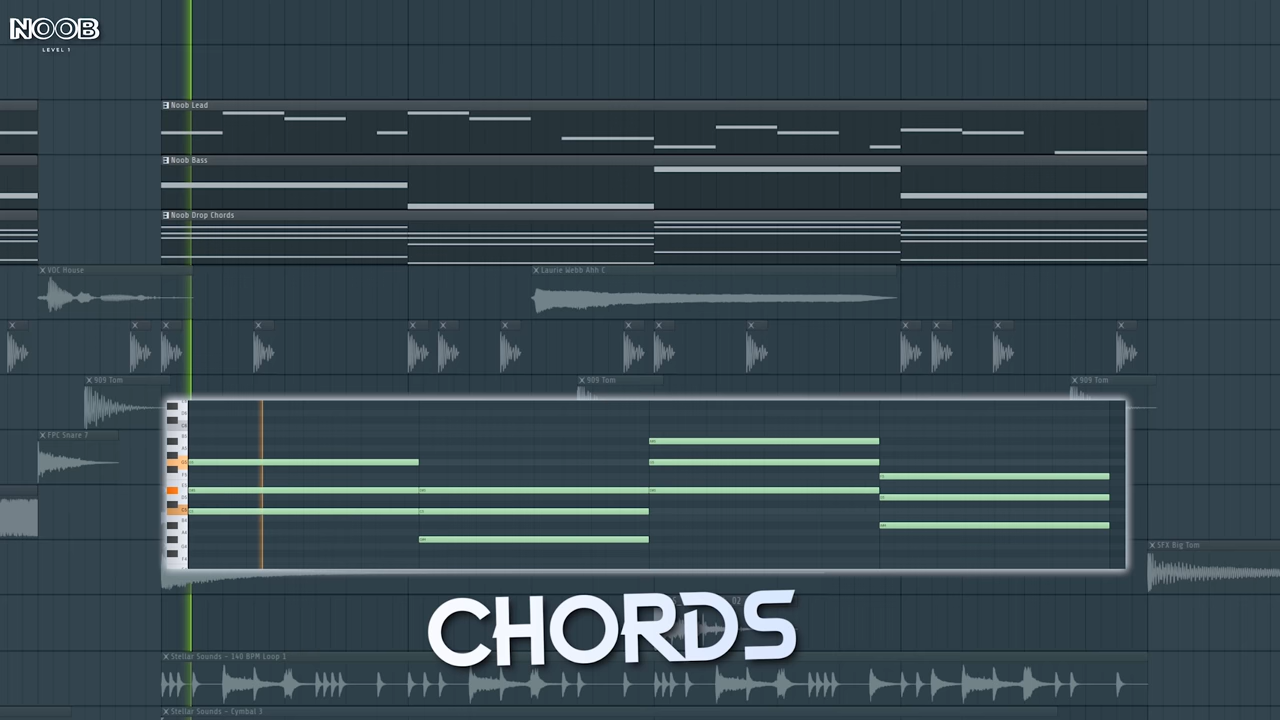 NOOB
LEVEL 1
Noob Lead
Noob Bass
Noob Drop Chords
VOC House
Laurie Webb Ahh C
909 Tom
909 Tom
909 Tom
FPC Snare 7
SFX Big Tom
02
CHORDS
Stellar Sounds - 140 BPM Loop 1
Stellar Sounds - Cymbal 3